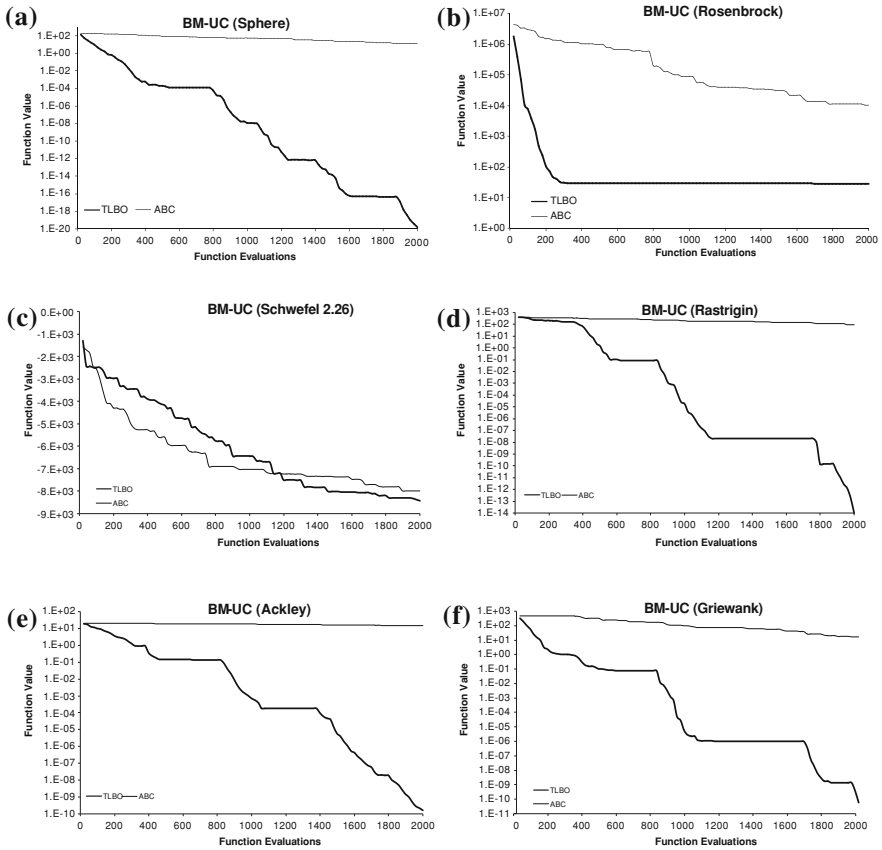 (a)
BM-UC (Sphere)
Function Value
1.E+02
1.E+00
1.E-02
1.E-04
1.E-06
1.E-08
1.E-10
1.E-12
1.E-14
1.E-16
1.E-18
1.E-20
TLBO ABC
0 200 400 600 800 1000 1200 1400 1600 1800 2000
Function Evaluations
(b)
BM-UC (Rosenbrock)
Function Value
1.E+07
1.E+06
1.E+05
1.E+04
1.E+03
1.E+02
1.E+01
1.E+00
TLBO
ABC
0 200 400 600 800 1000 1200 1400 1600 1800 2000
Function Evaluations
(c)
BM-UC (Schwefel 2.26)
Function Value
0.E+00
-1.E+03
-2.E+03
-3.E+03
-4.E+03
-5.E+03
-6.E+03
-7.E+03
-8.E+03
-9.E+03
TLBO
ABC
0 200 400 600 800 1000 1200 1400 1600 1800 2000
Function Evaluations
(d)
BM-UC (Rastrigin)
Function Value
1.E+03
1.E+02
1.E+01
1.E+00
1.E-01
1.E-02
1.E-03
1.E-04
1.E-05
1.E-06
1.E-07
1.E-08
1.E-09
1.E-10
1.E-11
1.E-12
1.E-13
1.E-14
TLBO ABC
0 200 400 600 800 1000 1200 1400 1600 1800 2000
Function Evaluations
(e)
BM-UC (Ackley)
Function Value
1.E+02
1.E+01
1.E+00
1.E-01
1.E-02
1.E-03
1.E-04
1.E-05
1.E-06
1.E-07
1.E-08
1.E-09
1.E-10
TLBO ABC
0 200 400 600 800 1000 1200 1400 1600 1800 2000
Function Evaluations
(f)
BM-UC (Griewank)
Function Value
1.E+03
1.E+02
1.E+01
1.E+00
1.E-01
1.E-02
1.E-03
1.E-04
1.E-05
1.E-06
1.E-07
1.E-08
1.E-09
1.E-10
1.E-11
TLBO
ABC
0 200 400 600 800 1000 1200 1400 1600 1800 2000
Function Evaluations